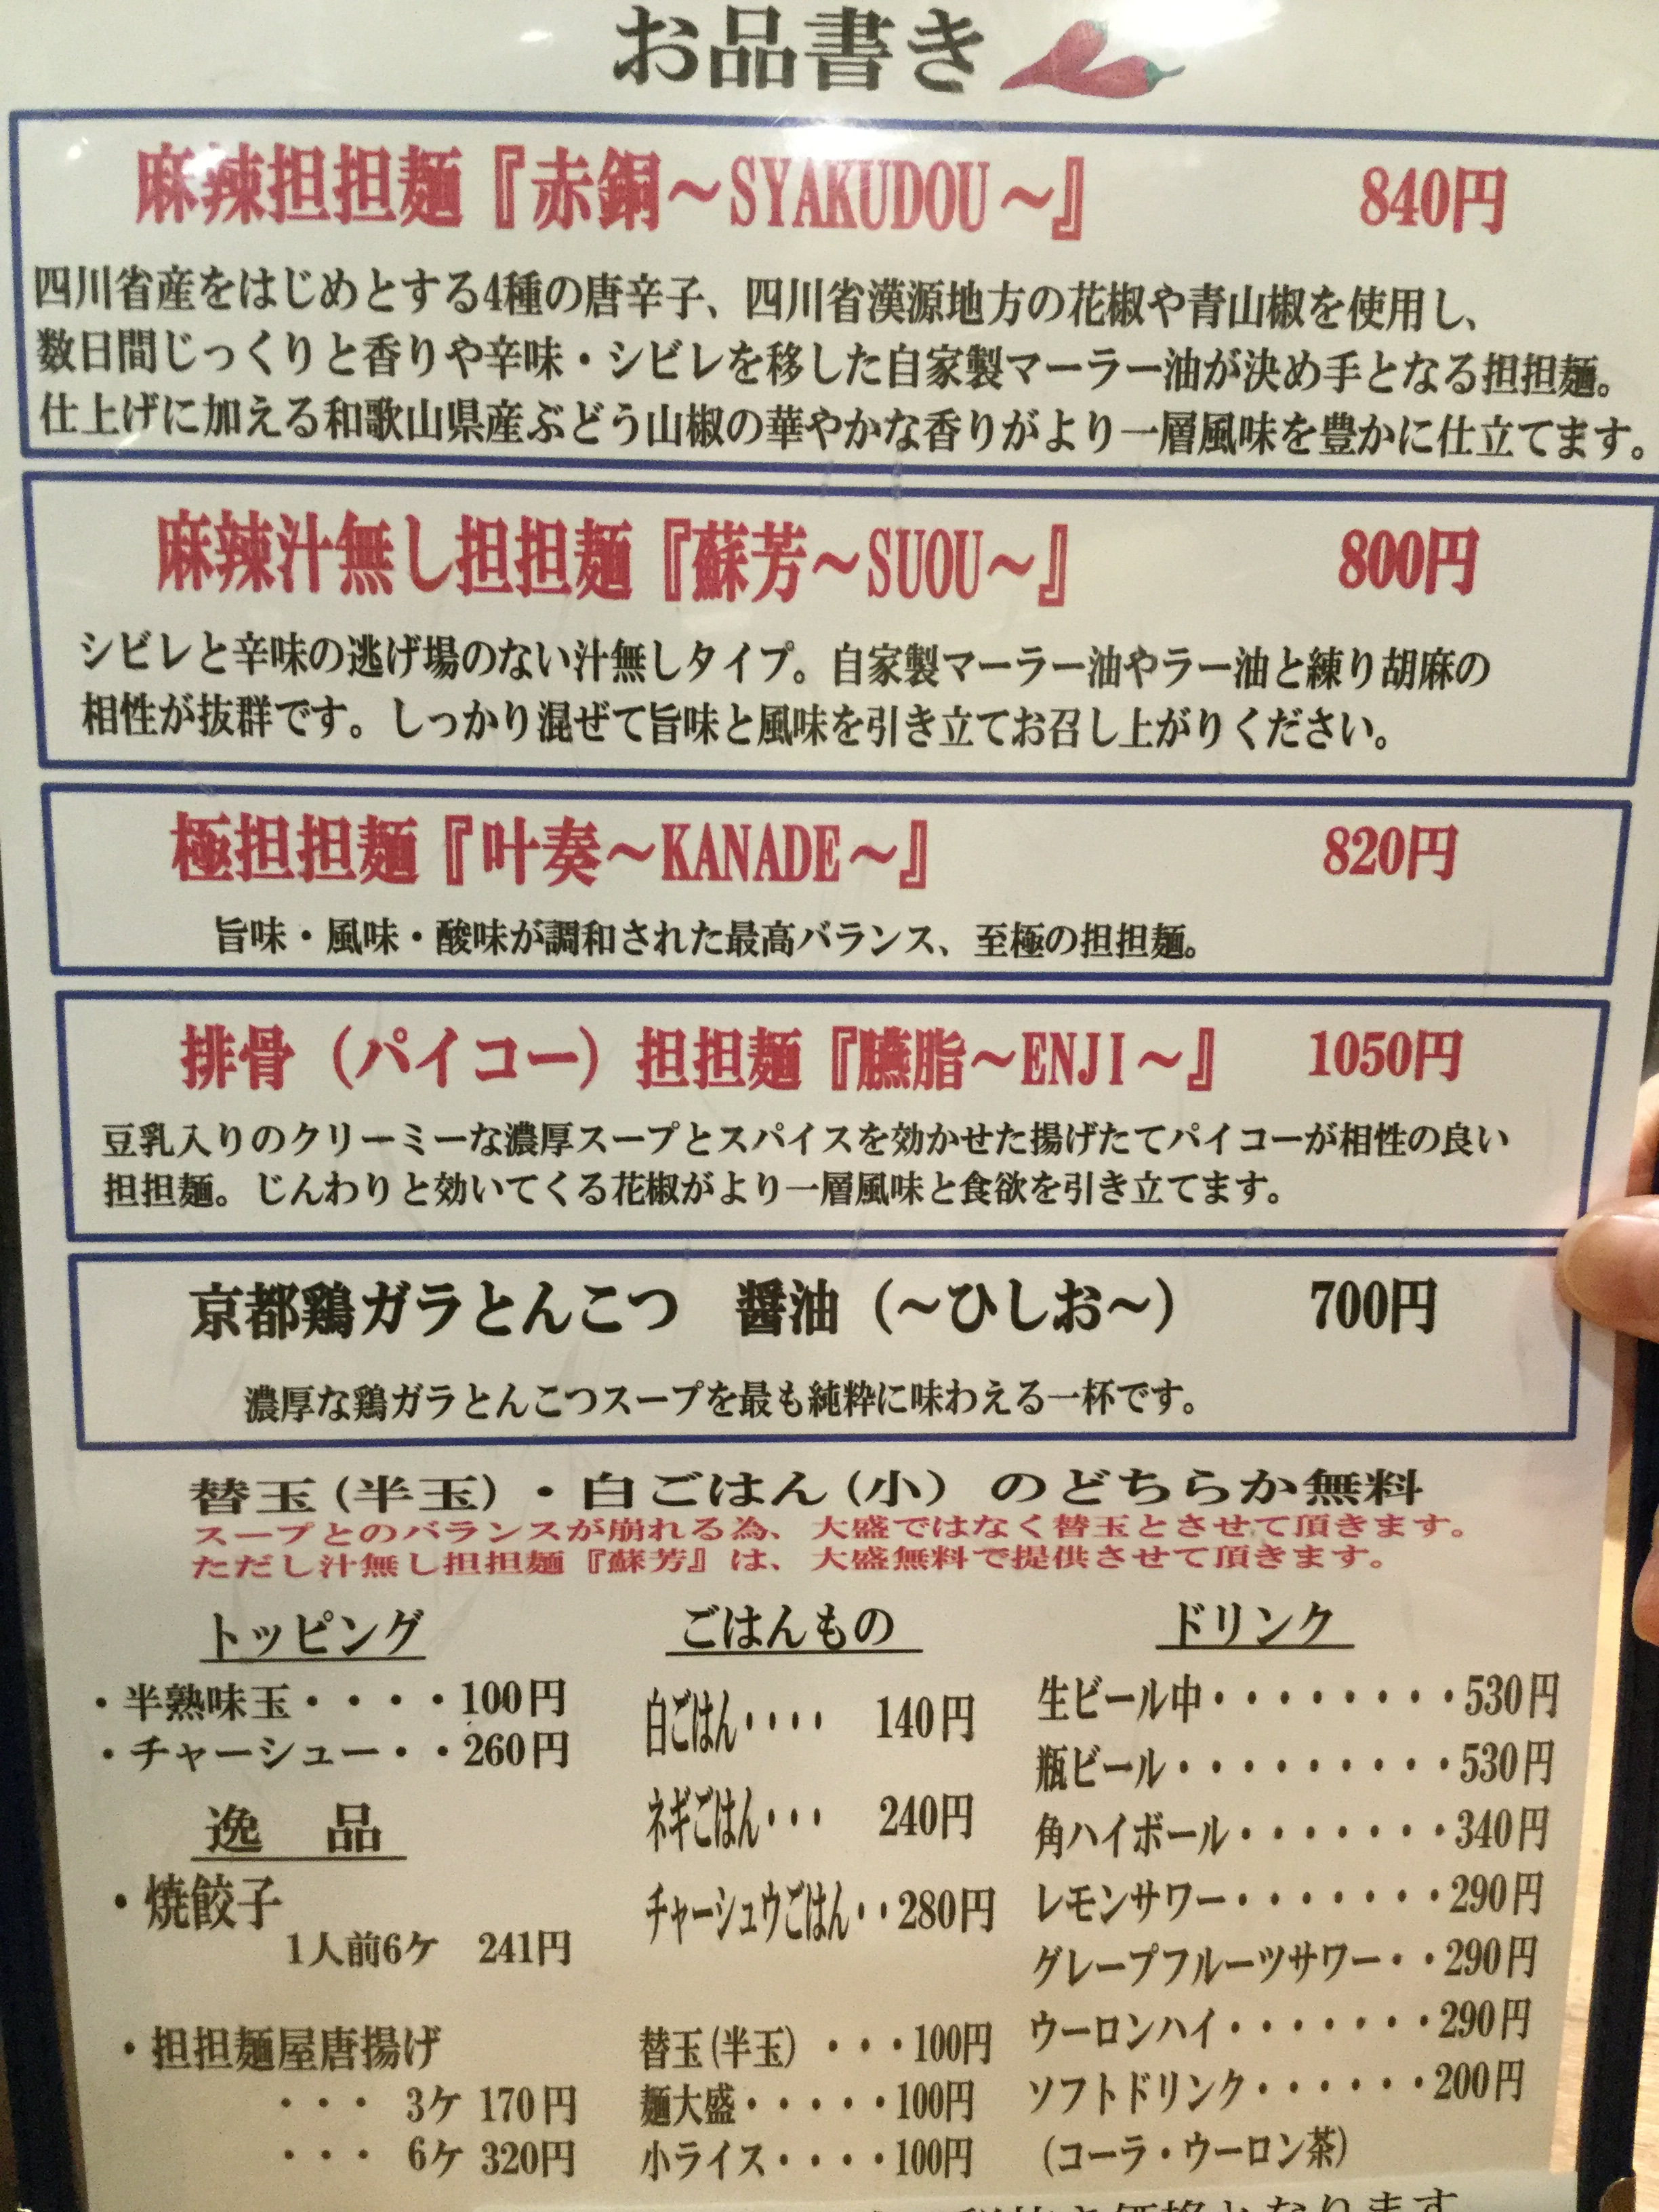 お品書き
麻辣担担麺『赤銅～SYAKUDOU～』 840円
四川省産をはじめとする4種の唐辛子、四川省漢源地方の花椒や青山椒を使用し、
数日間じっくりと香りや辛味・シビレを移した自家製マーラー油が決め手となる担担麺。
仕上げに加える和歌山県産ぶどう山椒の華やかな香りがより一層風味を豊かに仕立てます。
麻辣汁無し担担麺『蘇芳～SUOU～』 800円
シビレと辛味の逃げ場のない汁無しタイプ。自家製マーラー油やラー油と練り胡麻の
相性が抜群です。しっかり混ぜて旨味と風味を引き立てお召し上がりください。
極担担麺『叶奏～KANADE～』 820円
旨味・風味・酸味が調和された最高バランス、至極の担担麺。
排骨（パイコー）担担麺『臙脂～ENJI～』 1050円
豆乳入りのクリーミーな濃厚スープとスパイスを効かせた揚げたてパイコーが相性の良い
担担麺。じんわりと効いてくる花椒がより一層風味と食欲を引き立てます。
京都鶏ガラとんこつ 醤油（～ひしお～） 700円
濃厚な鶏ガラとんこつスープを最も純粋に味わえる一杯です。
替玉(半玉)・白ごはん(小) のどちらか無料
スープとのバランスが崩れる為、大盛ではなく替玉とさせて頂きます。
ただし汁無し担担麺『蘇芳』は、大盛無料で提供させて頂きます。
トッピング
・半熟味玉・・・・100円
・チャーシュー・・260円
逸 品
・焼餃子
1人前6ケ 241円
・担担麺屋唐揚げ
・・・ 3ケ 170円
・・・ 6ケ 320円
ごはんもの
白ごはん・・・・ 140円
ネギごはん・・・ 240円
チャーシュウごはん・・280円
替玉(半玉) ・・・100円
麺大盛・・・・・100円
小ライス・・・・100円
ドリンク
生ビール中・・・・・・・・530円
瓶ビール・・・・・・・・・530円
角ハイボール・・・・・・・340円
レモンサワー・・・・・・・290円
グレープフルーツサワー・・290円
ウーロンハイ・・・・・・・290円
ソフトドリンク・・・・・・200円
（コーラ・ウーロン茶）